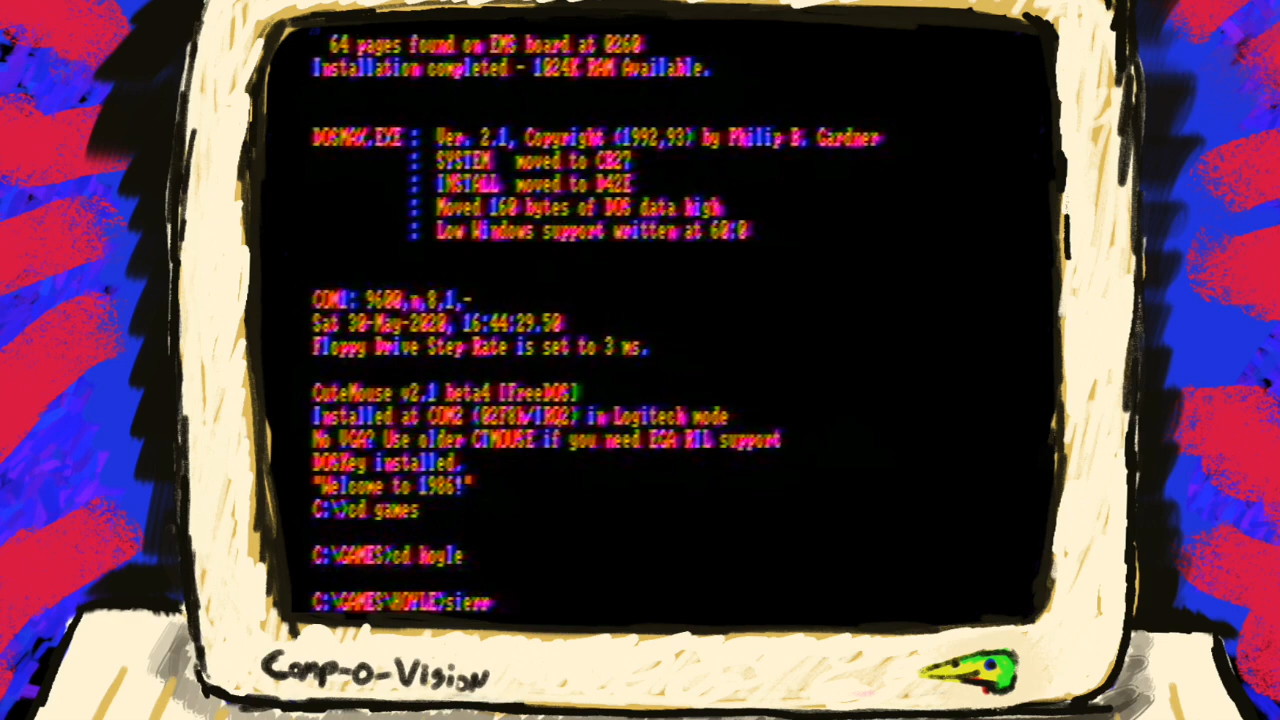 64 pages found on EMS board at 0260
Installation completed - 1024K RAM Available.
DOSMAX.EXE : Ver. 2.1, Copyright (1992,93) by Philip B. Gardner
: SYSTEM moved to CB27
: INSTALL moved to D42E
: Moved 160 bytes of DOS data high
: Low Windows support written at 60:0
COM1: 9600,n,8,1,-
Sat 30-May-2020, 16:44:29.50
Floppy Drive Step Rate is set to 3 ms.
CuteMouse v2.1 beta4 [FreeDOS]
Installed at COM2 (02F8h/IRQ2) in Logitech mode
No VGA? Use older CTMOUSE if you need EGA RIL support
DOSKey installed.
"Welcome to 1986!"
C:\>cd games
C:\GAMES>cd hoyle
C:\GAMES\HOYLE>sierr
Comp-o-Vision